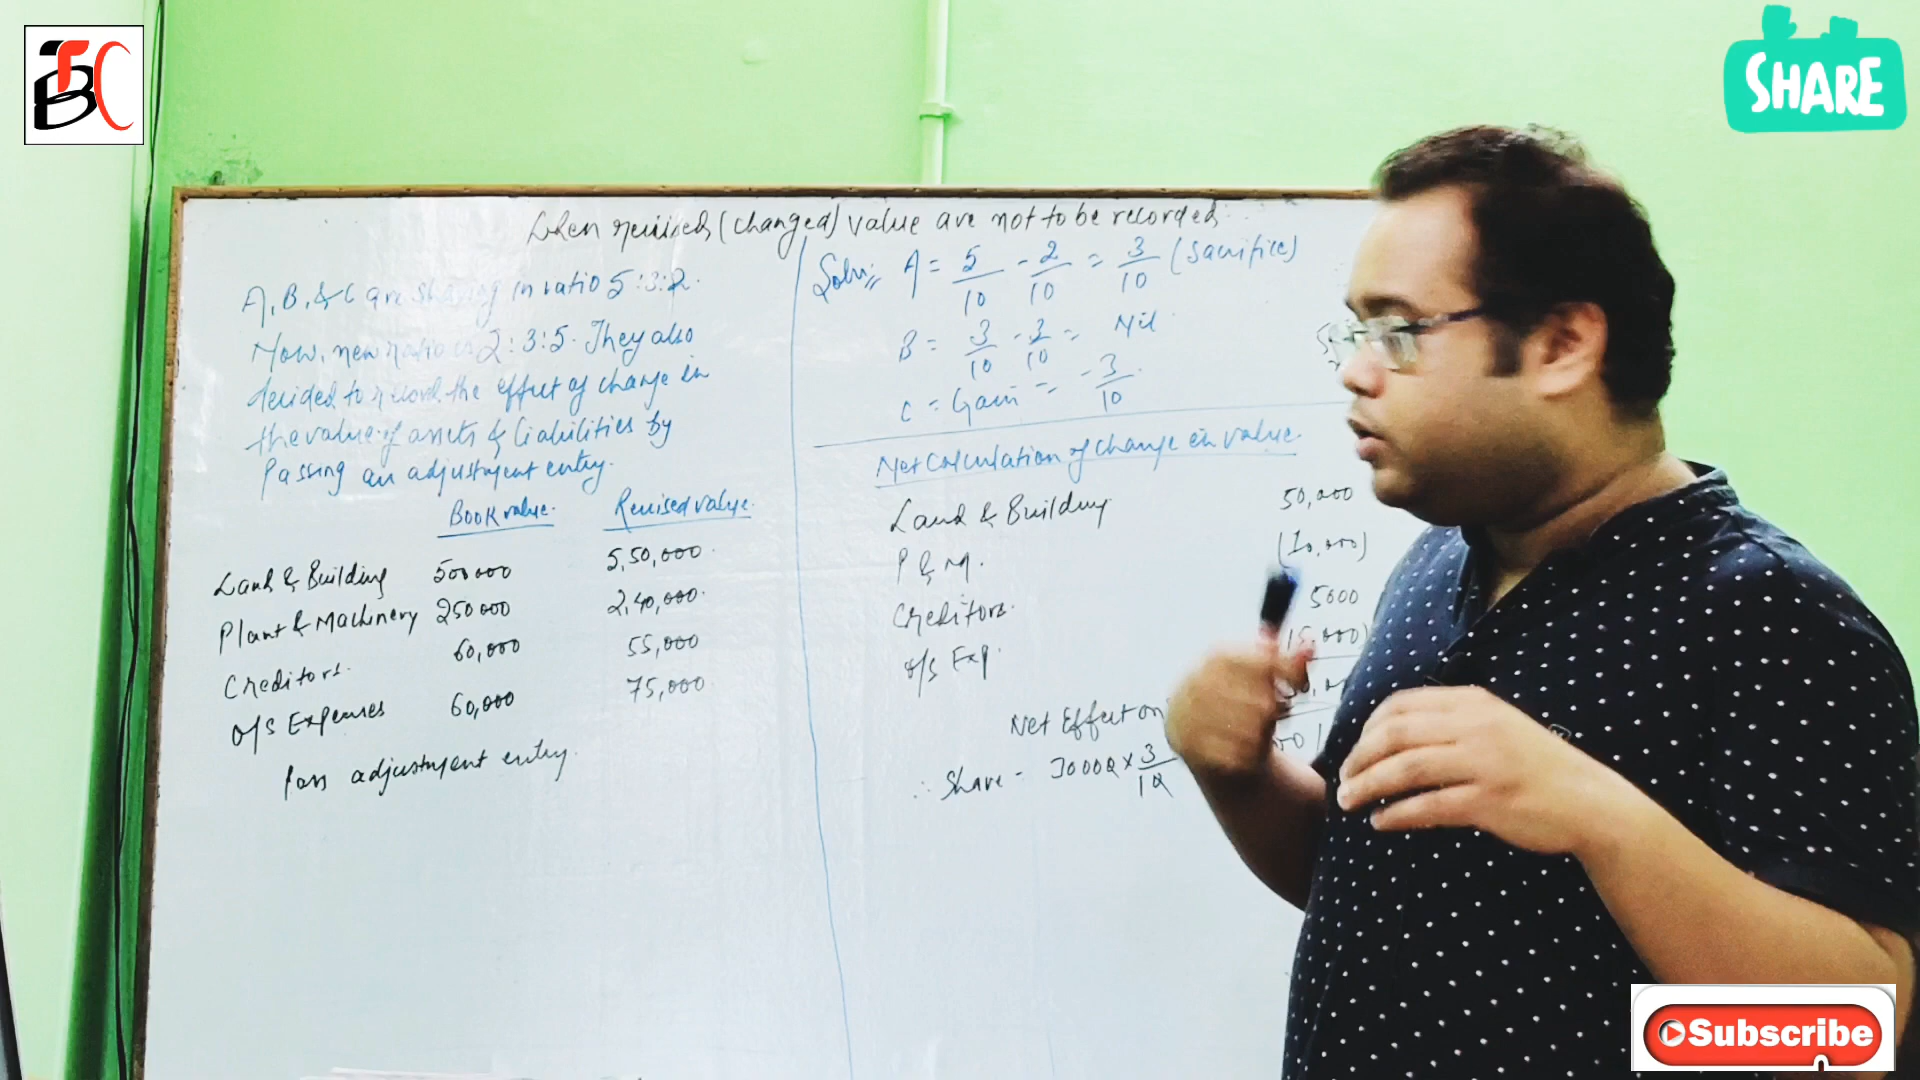 TBC
SHARE
When revised (changed) value are not to be recorded
A, B, & C are sharing in ratio 5:3:2.
Now, new ratio is 2:3:5. They also
decided to record the effect of change in
the value of assets & liabilities by
Passing an adjustment entry.
Book value. Revised value.
Land & Building 500000 5,50,000
Plant & Machinery 250000 2,40,000.
Creditors. 60,000 55,000
O/S Expenses 60,000 75,000
Pass adjustment entry.
Soln: A = 5/10 - 2/10 = 3/10 (Sacrifice)
B = 3/10 - 3/10 = Nil
C = Gain = -3/10
Net Calculation of change in value.
Land & Building 50,000
P & M. (10,000)
Creditors. 5000
O/S Exp. (15,000)
Net Effect on
∴ Share - 30000 × 3/10
Subscribe